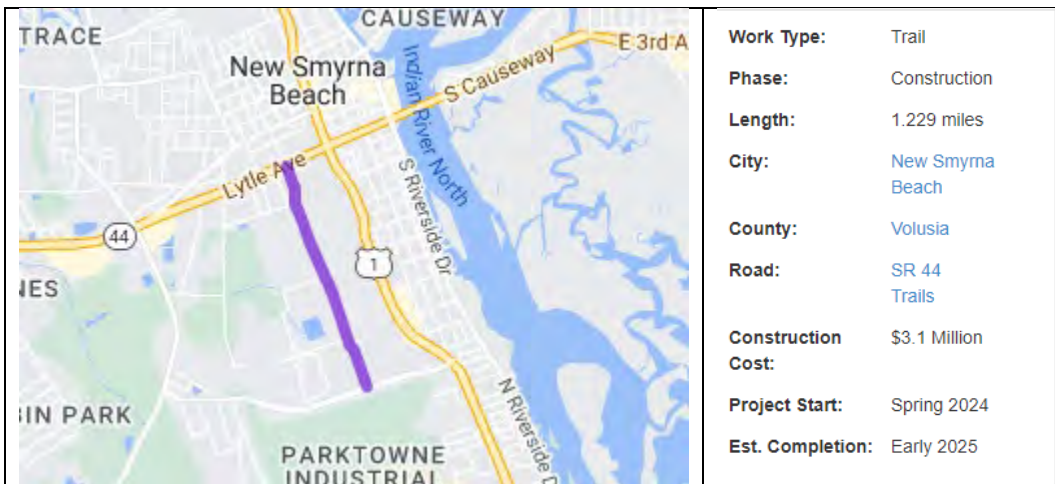 TRACE
CAUSEWAY
E 3rd A
New Smyrna
Beach
Indian River North
S Causeway
Lytle Ave
S Riverside Dr
44
1
NES
N Riverside D
IN PARK
PARKTOWNE
INDUSTRIAL
Work Type: Trail
Phase: Construction
Length: 1.229 miles
City: New Smyrna
Beach
County: Volusia
Road: SR 44
Trails
Construction $3.1 Million
Cost:
Project Start: Spring 2024
Est. Completion: Early 2025